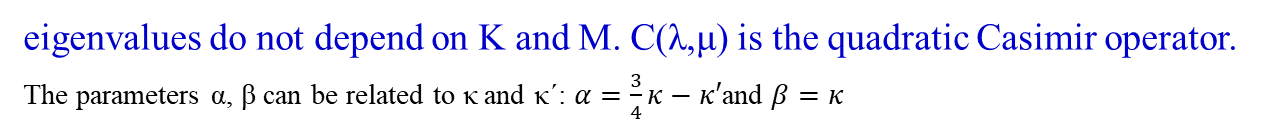 eigenvalues do not depend on K and M. C(λ,μ) is the quadratic Casimir operator.
The parameters α, β can be related to κ and κ´: α = 3/4 κ − κ′and β = κ